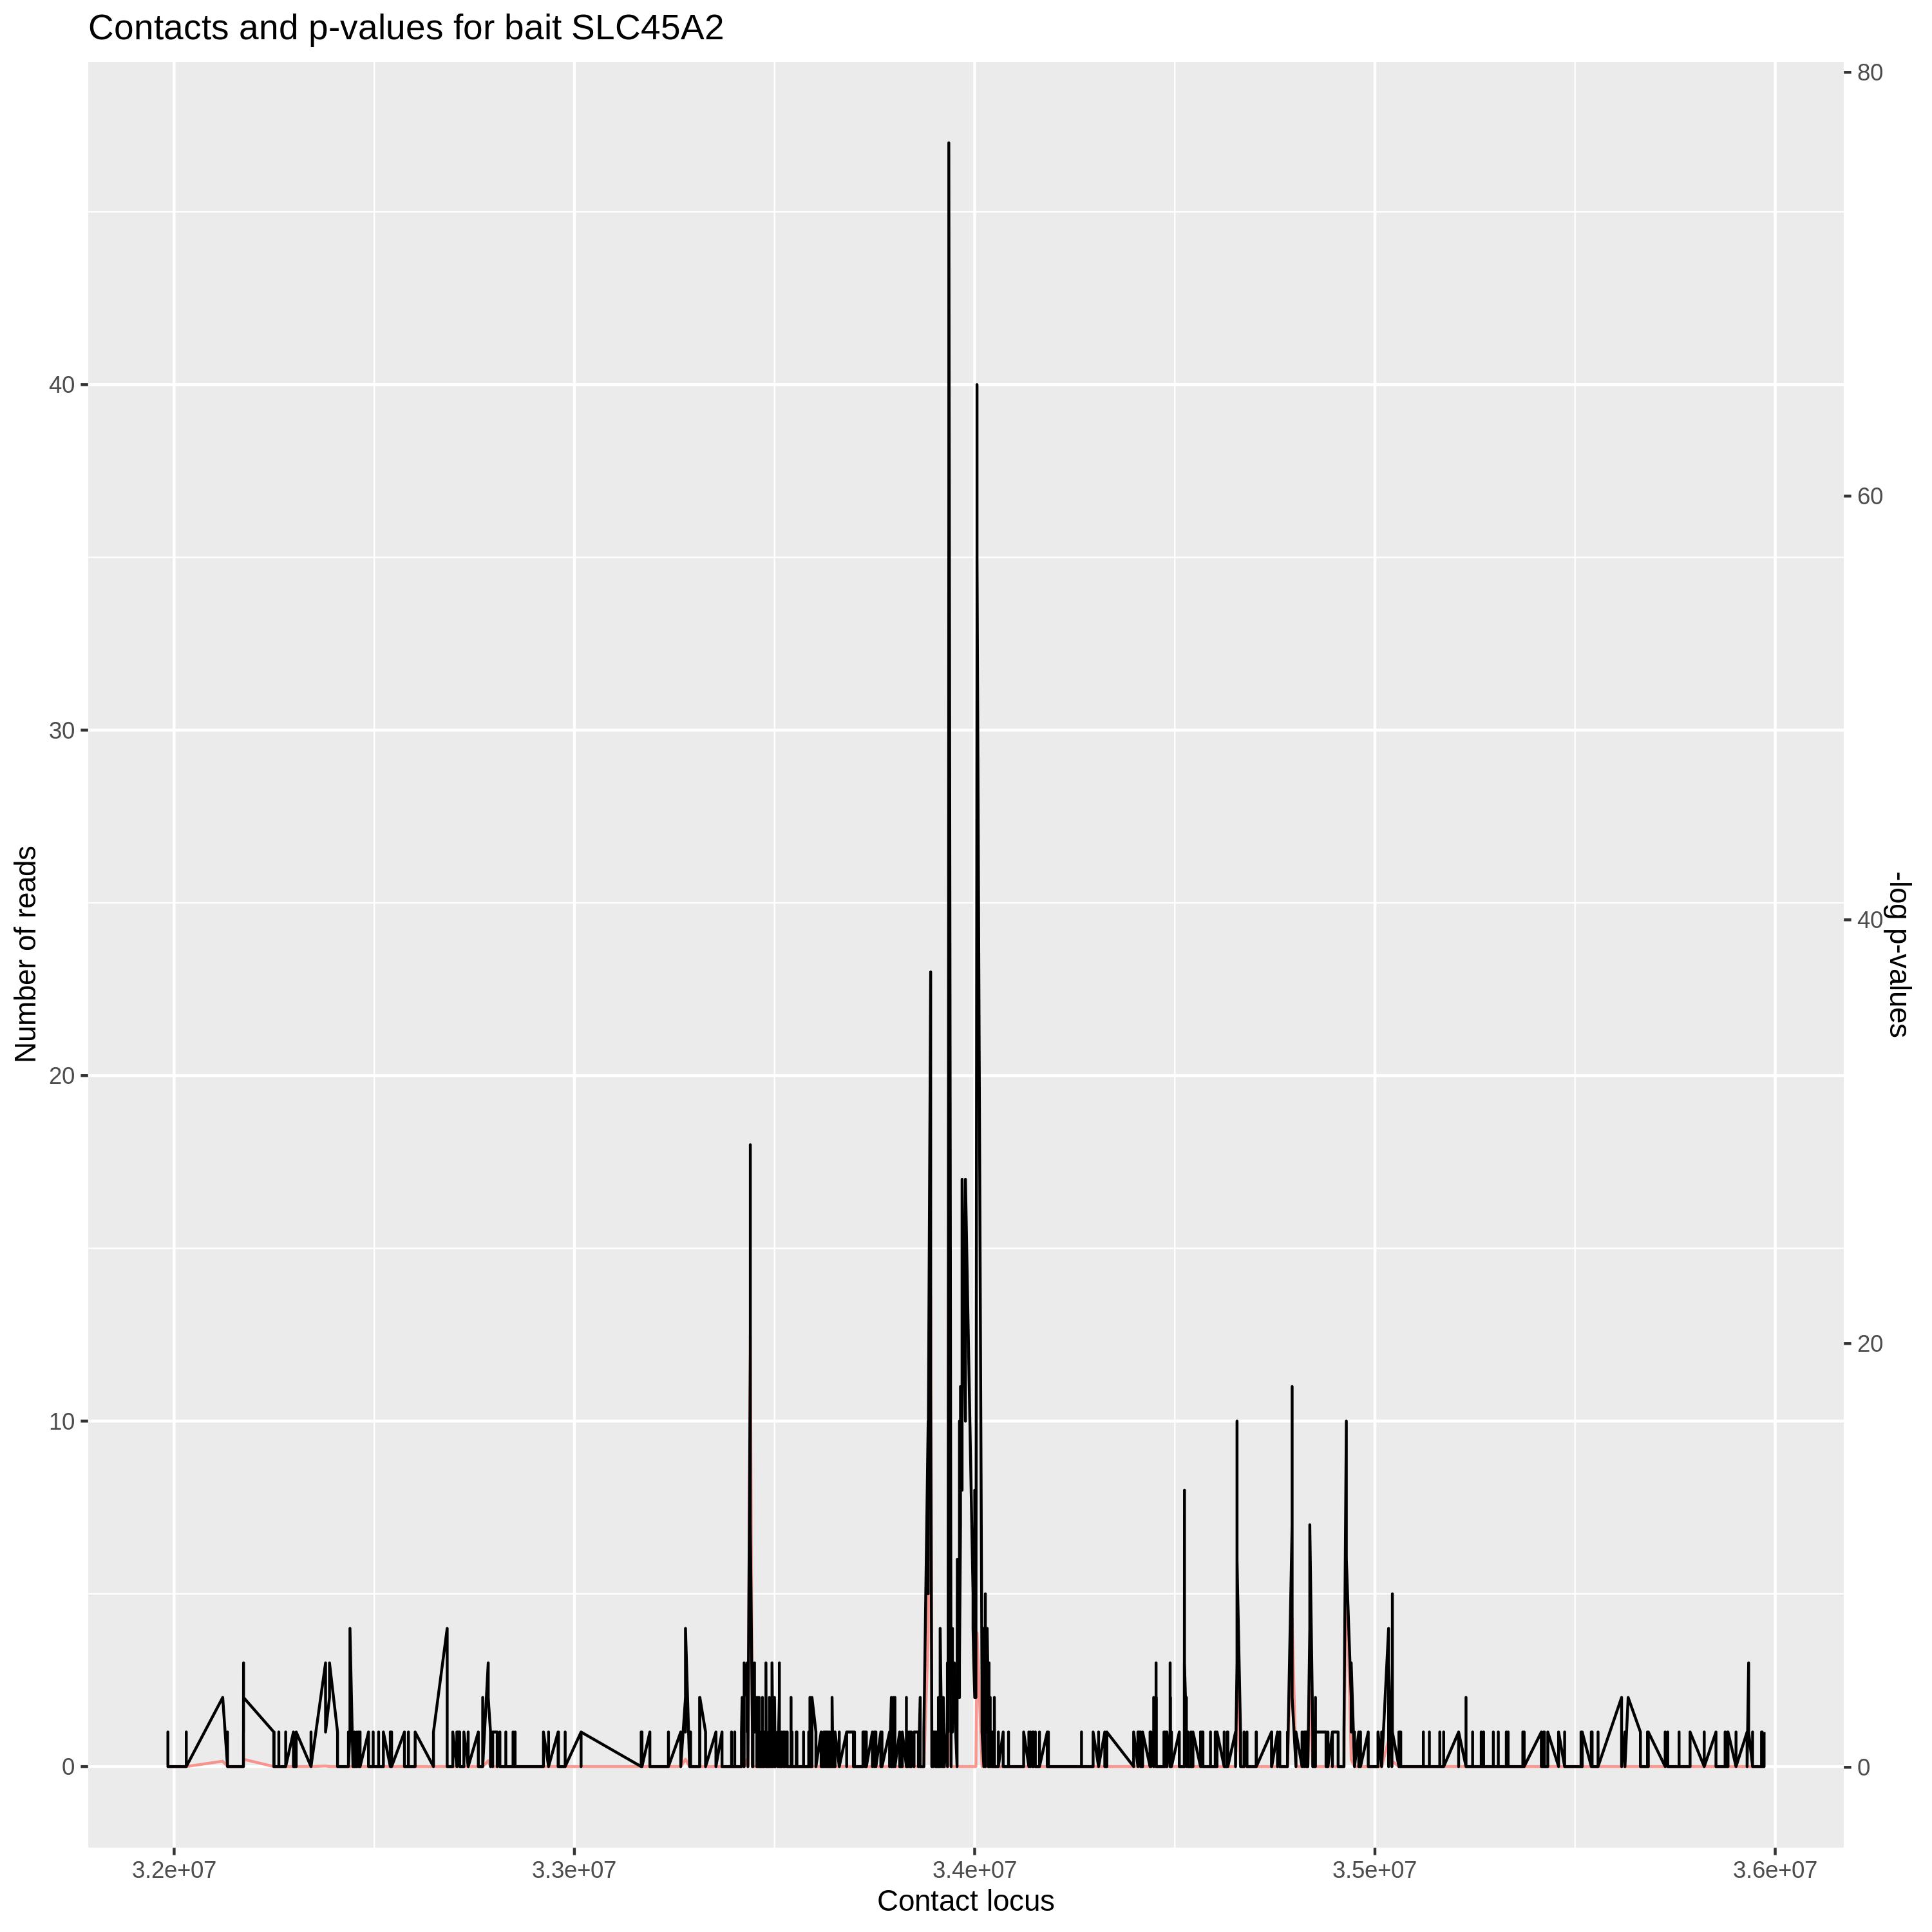 Contacts and p-values for bait SLC45A2
Number of reads
40
30
20
10
0
80
60
40
20
0
-log p-values
3.2e+07
3.3e+07
3.4e+07
3.5e+07
3.6e+07
Contact locus